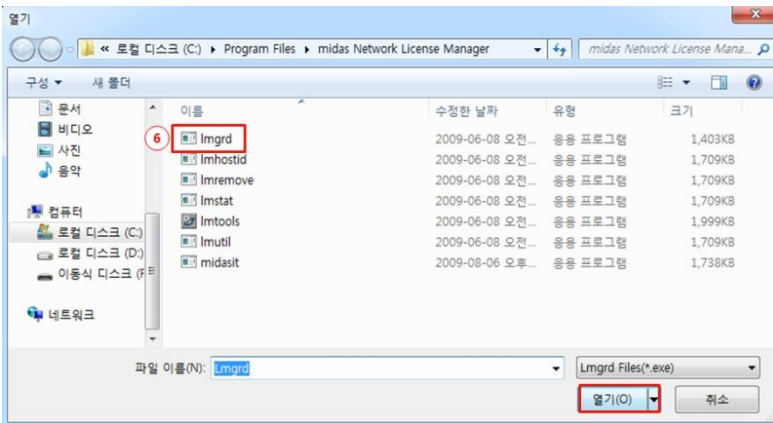 열기
« 로컬 디스크 (C:) ▸ Program Files ▸ midas Network License Manager
midas Network License Mana...
구성 ▾ 새 폴더
이름 수정한 날짜 유형 크기
문서
비디오
사진
음악
컴퓨터
로컬 디스크 (C:)
로컬 디스크 (D:)
이동식 디스크 (F
네트워크
6
lmgrd 2009-06-08 오전... 응용 프로그램 1,403KB
lmhostid 2009-06-08 오전... 응용 프로그램 1,709KB
lmremove 2009-06-08 오전... 응용 프로그램 1,709KB
lmstat 2009-06-08 오전... 응용 프로그램 1,709KB
lmtools 2009-06-08 오전... 응용 프로그램 1,999KB
lmutil 2009-06-08 오전... 응용 프로그램 1,709KB
midasit 2009-08-06 오후... 응용 프로그램 1,738KB
파일 이름(N): Lmgrd
Lmgrd Files(*.exe)
열기(O) 취소